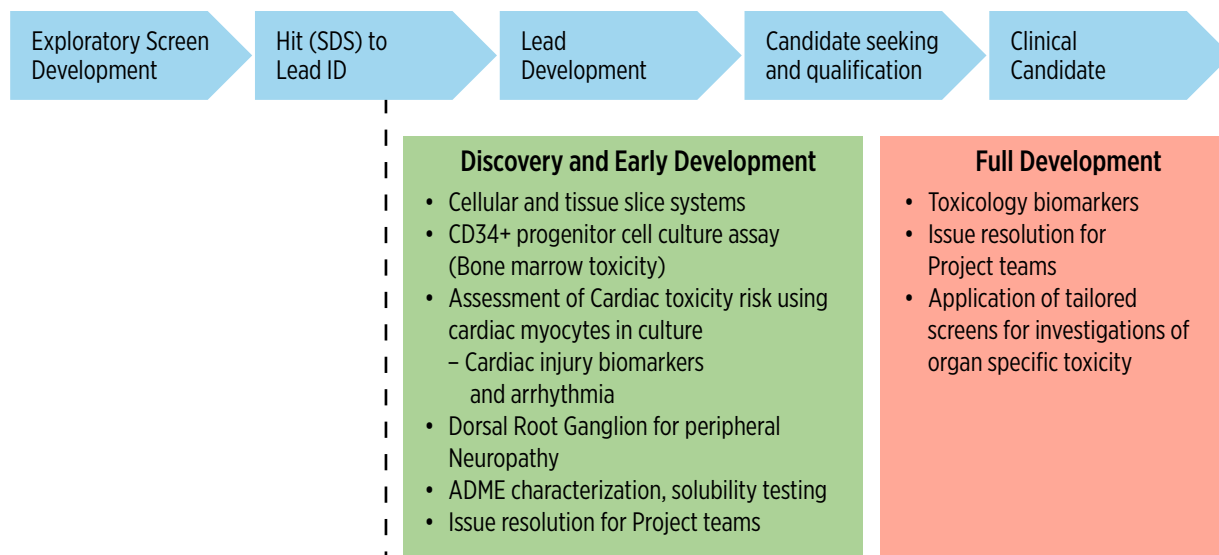 Exploratory Screen
Development
Hit (SDS) to
Lead ID
Lead
Development
Candidate seeking
and qualification
Clinical
Candidate
Discovery and Early Development
• Cellular and tissue slice systems
• CD34+ progenitor cell culture assay
(Bone marrow toxicity)
• Assessment of Cardiac toxicity risk using
cardiac myocytes in culture
– Cardiac injury biomarkers
and arrhythmia
• Dorsal Root Ganglion for peripheral
Neuropathy
• ADME characterization, solubility testing
• Issue resolution for Project teams
Full Development
• Toxicology biomarkers
• Issue resolution for
Project teams
• Application of tailored
screens for investigations of
organ specific toxicity